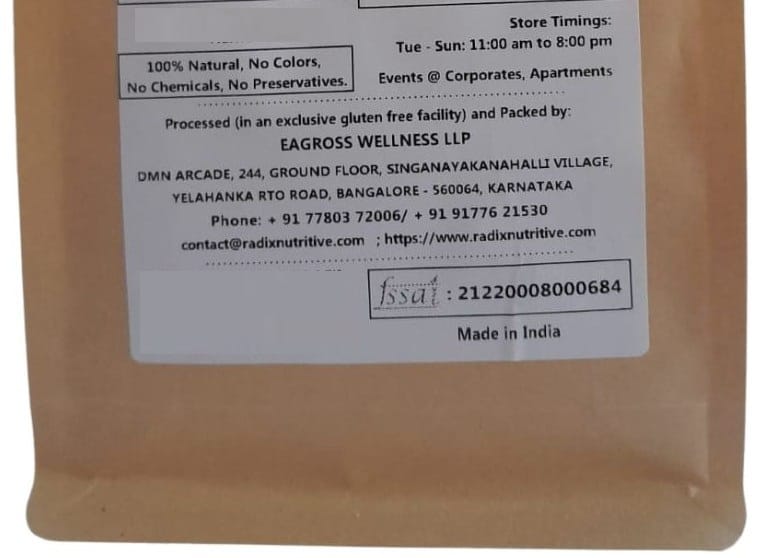 Store Timings:
Tue - Sun: 11:00 am to 8:00 pm
100% Natural, No Colors,
No Chemicals, No Preservatives.
Events @ Corporates, Apartments
Processed (in an exclusive gluten free facility) and Packed by:
EAGROSS WELLNESS LLP
DMN ARCADE, 244, GROUND FLOOR, SINGANAYAKANAHALLI VILLAGE,
YELAHANKA RTO ROAD, BANGALORE - 560064, KARNATAKA
Phone: + 91 77803 72006/ + 91 91776 21530
contact@radixnutritive.com ; https://www.radixnutritive.com
fssai : 21220008000684
Made in India